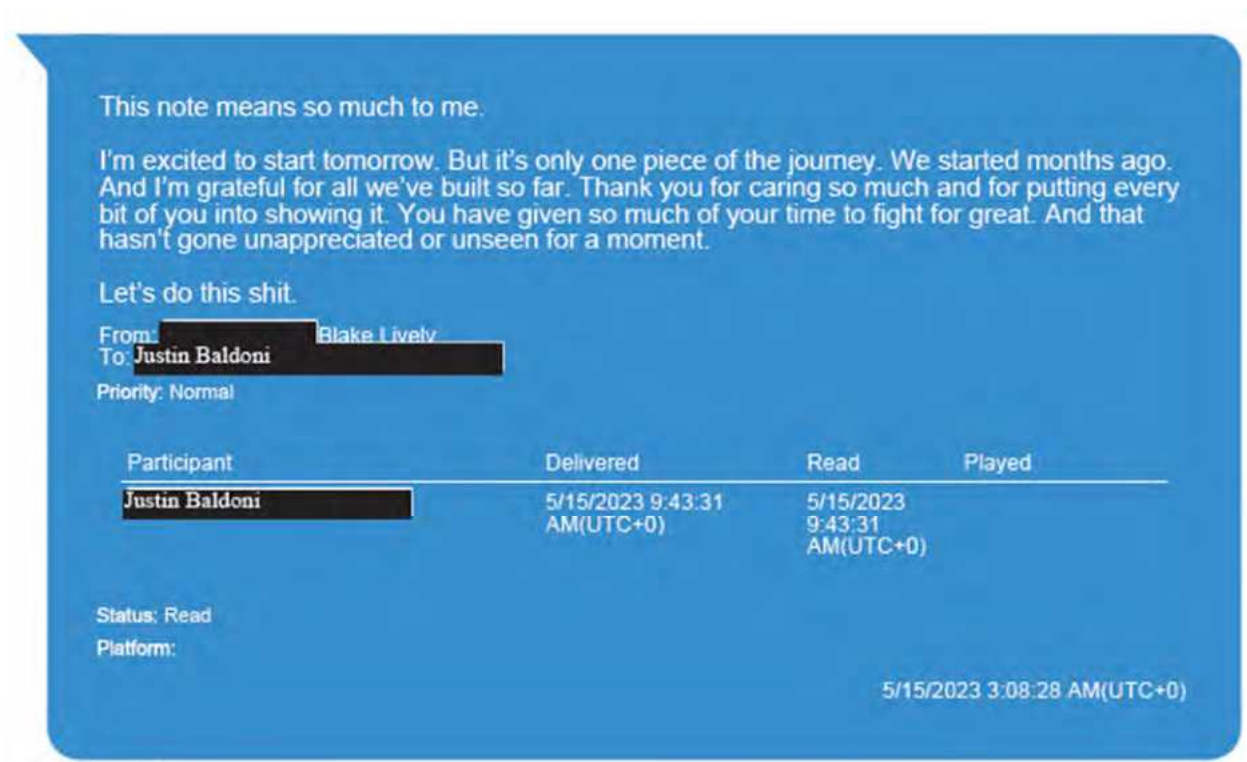 This note means so much to me.
I'm excited to start tomorrow. But it's only one piece of the journey. We started months ago.
And I'm grateful for all we've built so far. Thank you for caring so much and for putting every
bit of you into showing it. You have given so much of your time to fight for great. And that
hasn't gone unappreciated or unseen for a moment.
Let's do this shit.
From: Blake Lively
To: Justin Baldoni
Priority: Normal
Participant Delivered Read Played
Justin Baldoni 5/15/2023 9:43:31 5/15/2023
AM(UTC+0) 9:43:31
AM(UTC+0)
Status: Read
Platform:
5/15/2023 3:08:28 AM(UTC+0)